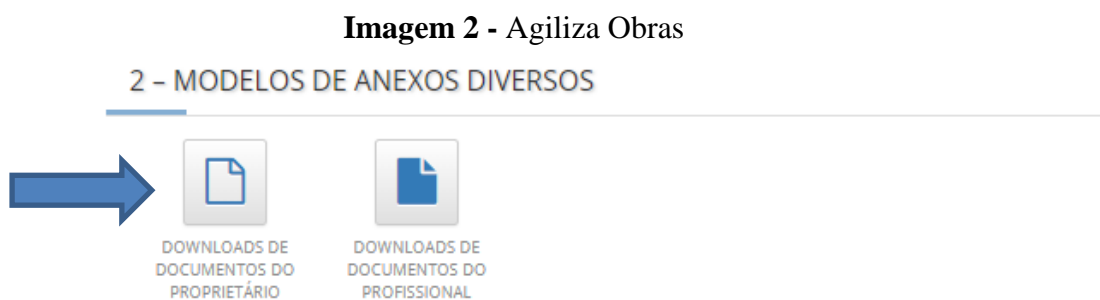 Imagem 2 - Agiliza Obras
2 – MODELOS DE ANEXOS DIVERSOS
DOWNLOADS DE
DOCUMENTOS DO
PROPRIETÁRIO
DOWNLOADS DE
DOCUMENTOS DO
PROFISSIONAL